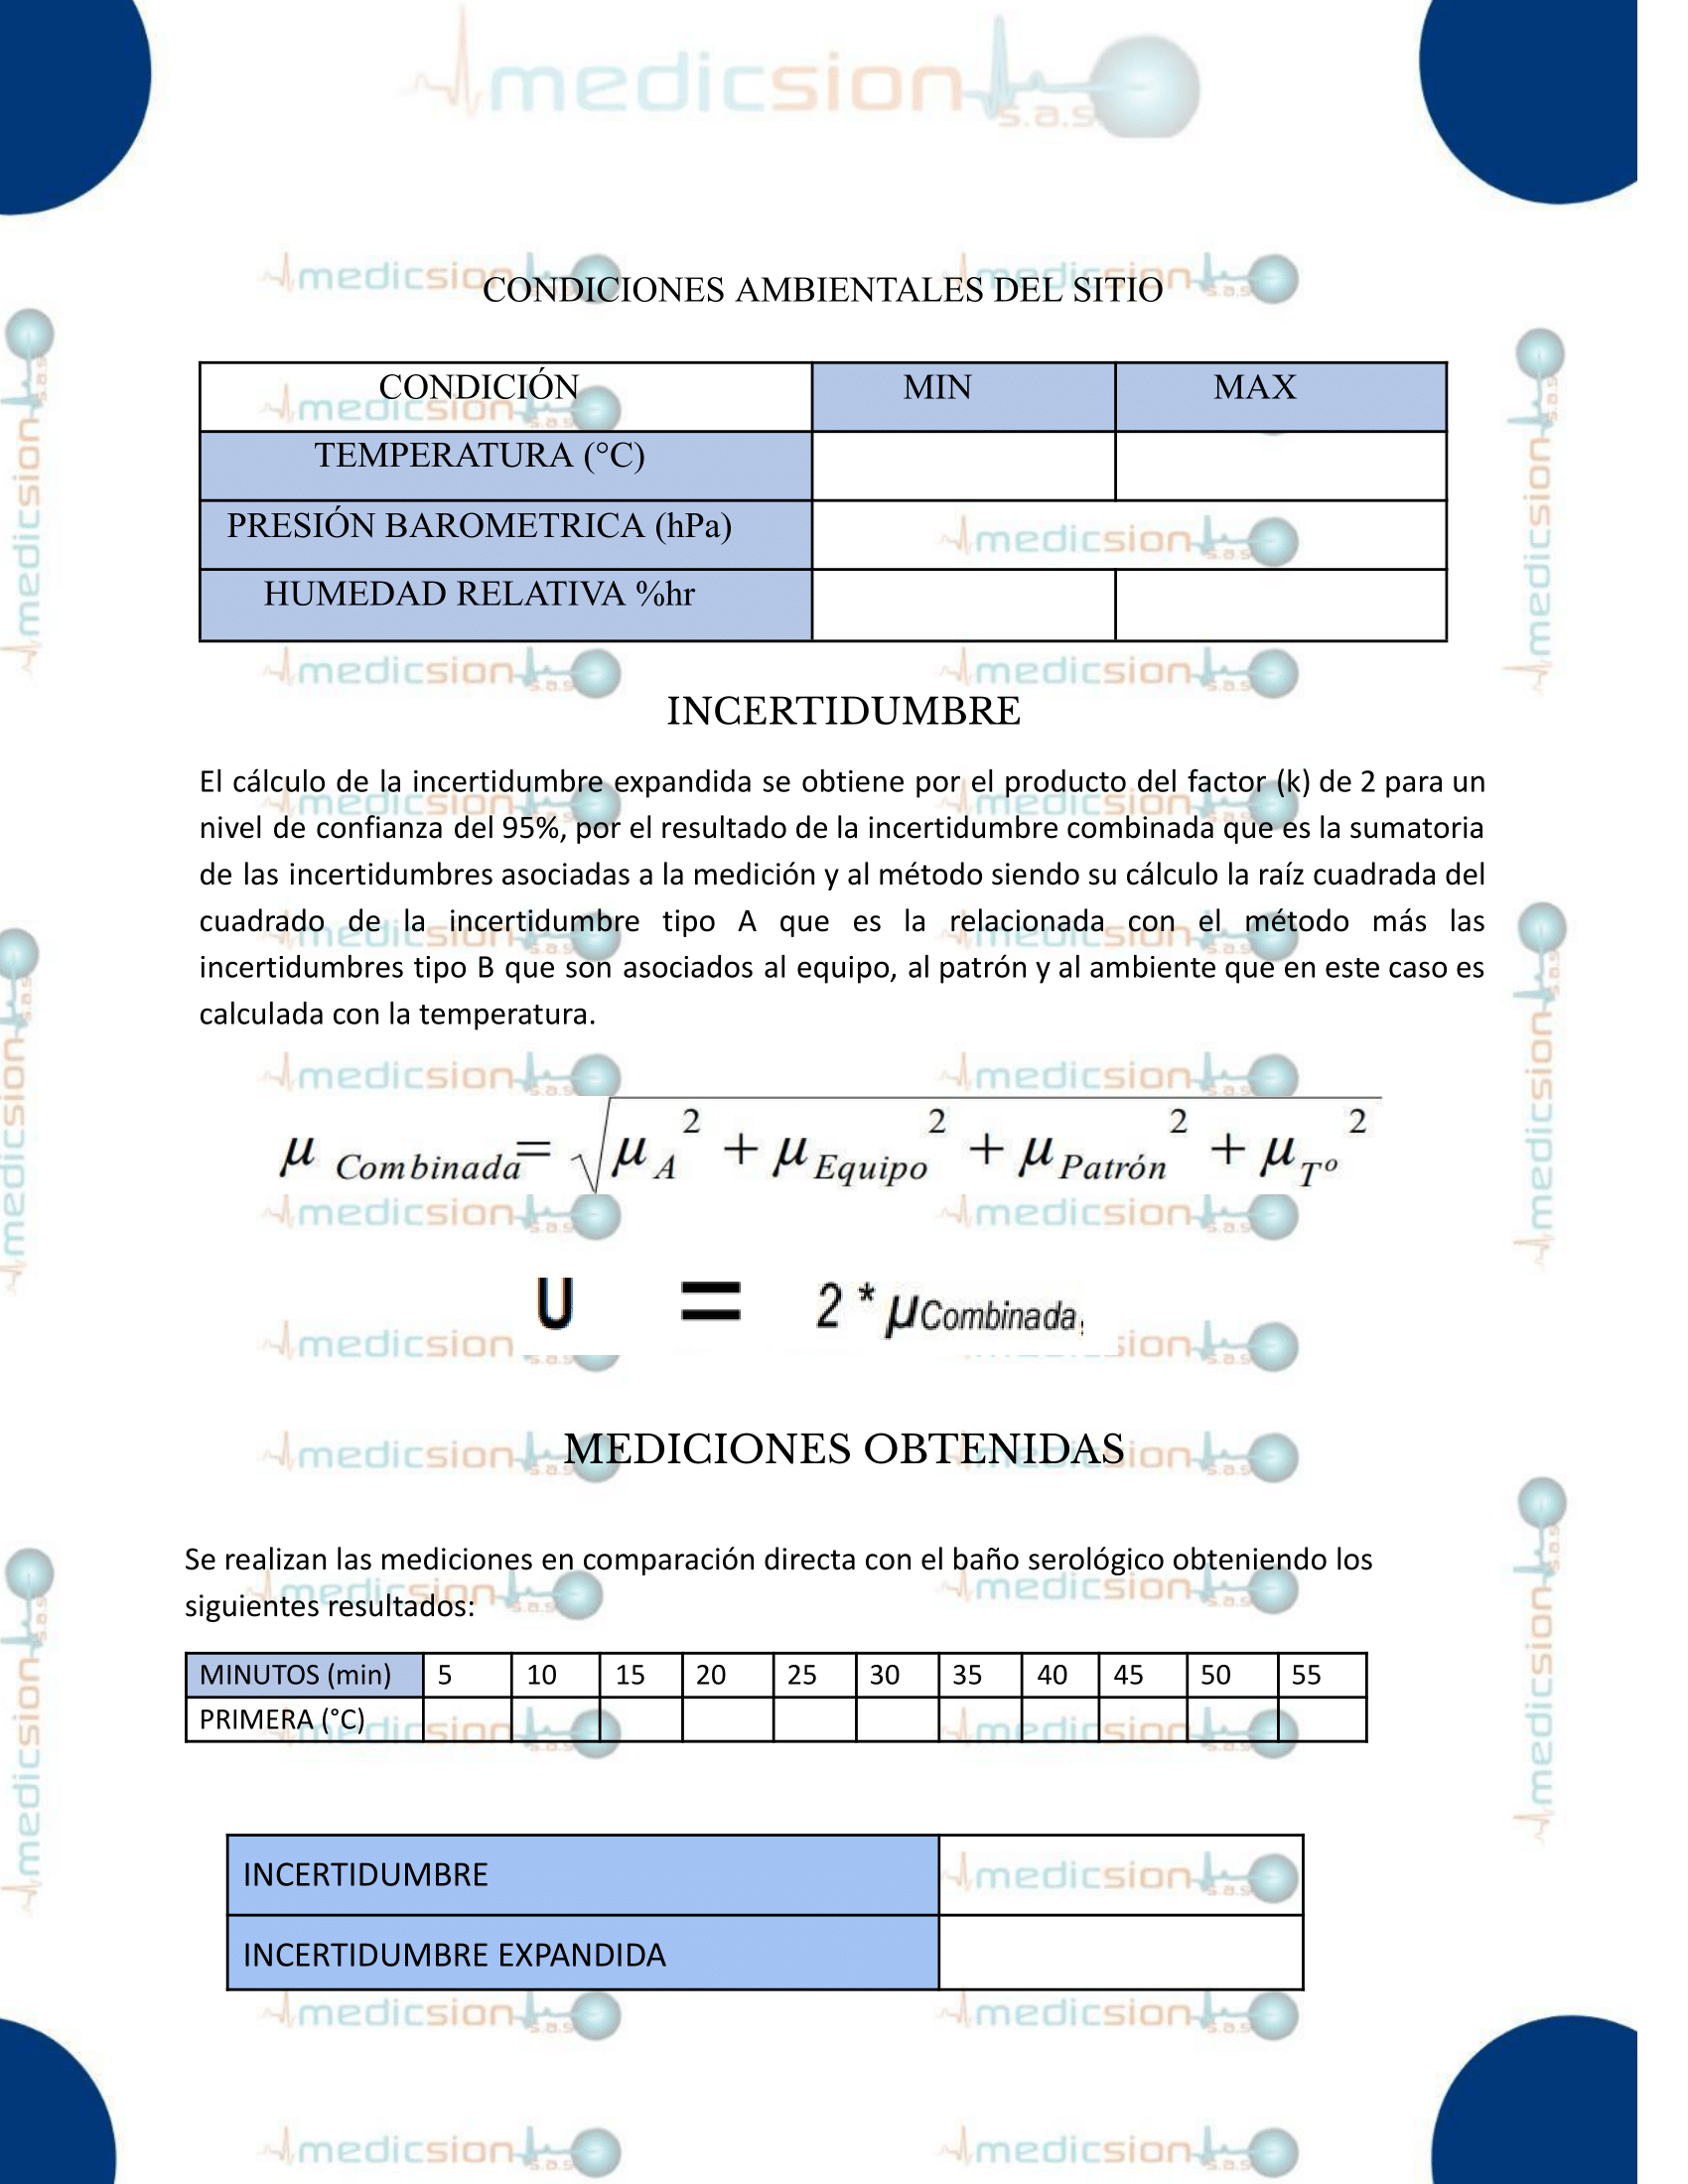 medicsion s.a.s
CONDICIONES AMBIENTALES DEL SITIO
CONDICIÓN MIN MAX
TEMPERATURA (°C)
PRESIÓN BAROMETRICA (hPa)
HUMEDAD RELATIVA %hr
INCERTIDUMBRE
El cálculo de la incertidumbre expandida se obtiene por el producto del factor (k) de 2 para un
nivel de confianza del 95%, por el resultado de la incertidumbre combinada que es la sumatoria
de las incertidumbres asociadas a la medición y al método siendo su cálculo la raíz cuadrada del
cuadrado de la incertidumbre tipo A que es la relacionada con el método más las
incertidumbres tipo B que son asociados al equipo, al patrón y al ambiente que en este caso es
calculada con la temperatura.
μ Combinada = √ μ A 2 + μ Equipo 2 + μ Patrón 2 + μ Tº 2
U = 2 * μ Combinada,
MEDICIONES OBTENIDAS
Se realizan las mediciones en comparación directa con el baño serológico obteniendo los
siguientes resultados:
MINUTOS (min) 5 10 15 20 25 30 35 40 45 50 55
PRIMERA (°C)
INCERTIDUMBRE
INCERTIDUMBRE EXPANDIDA